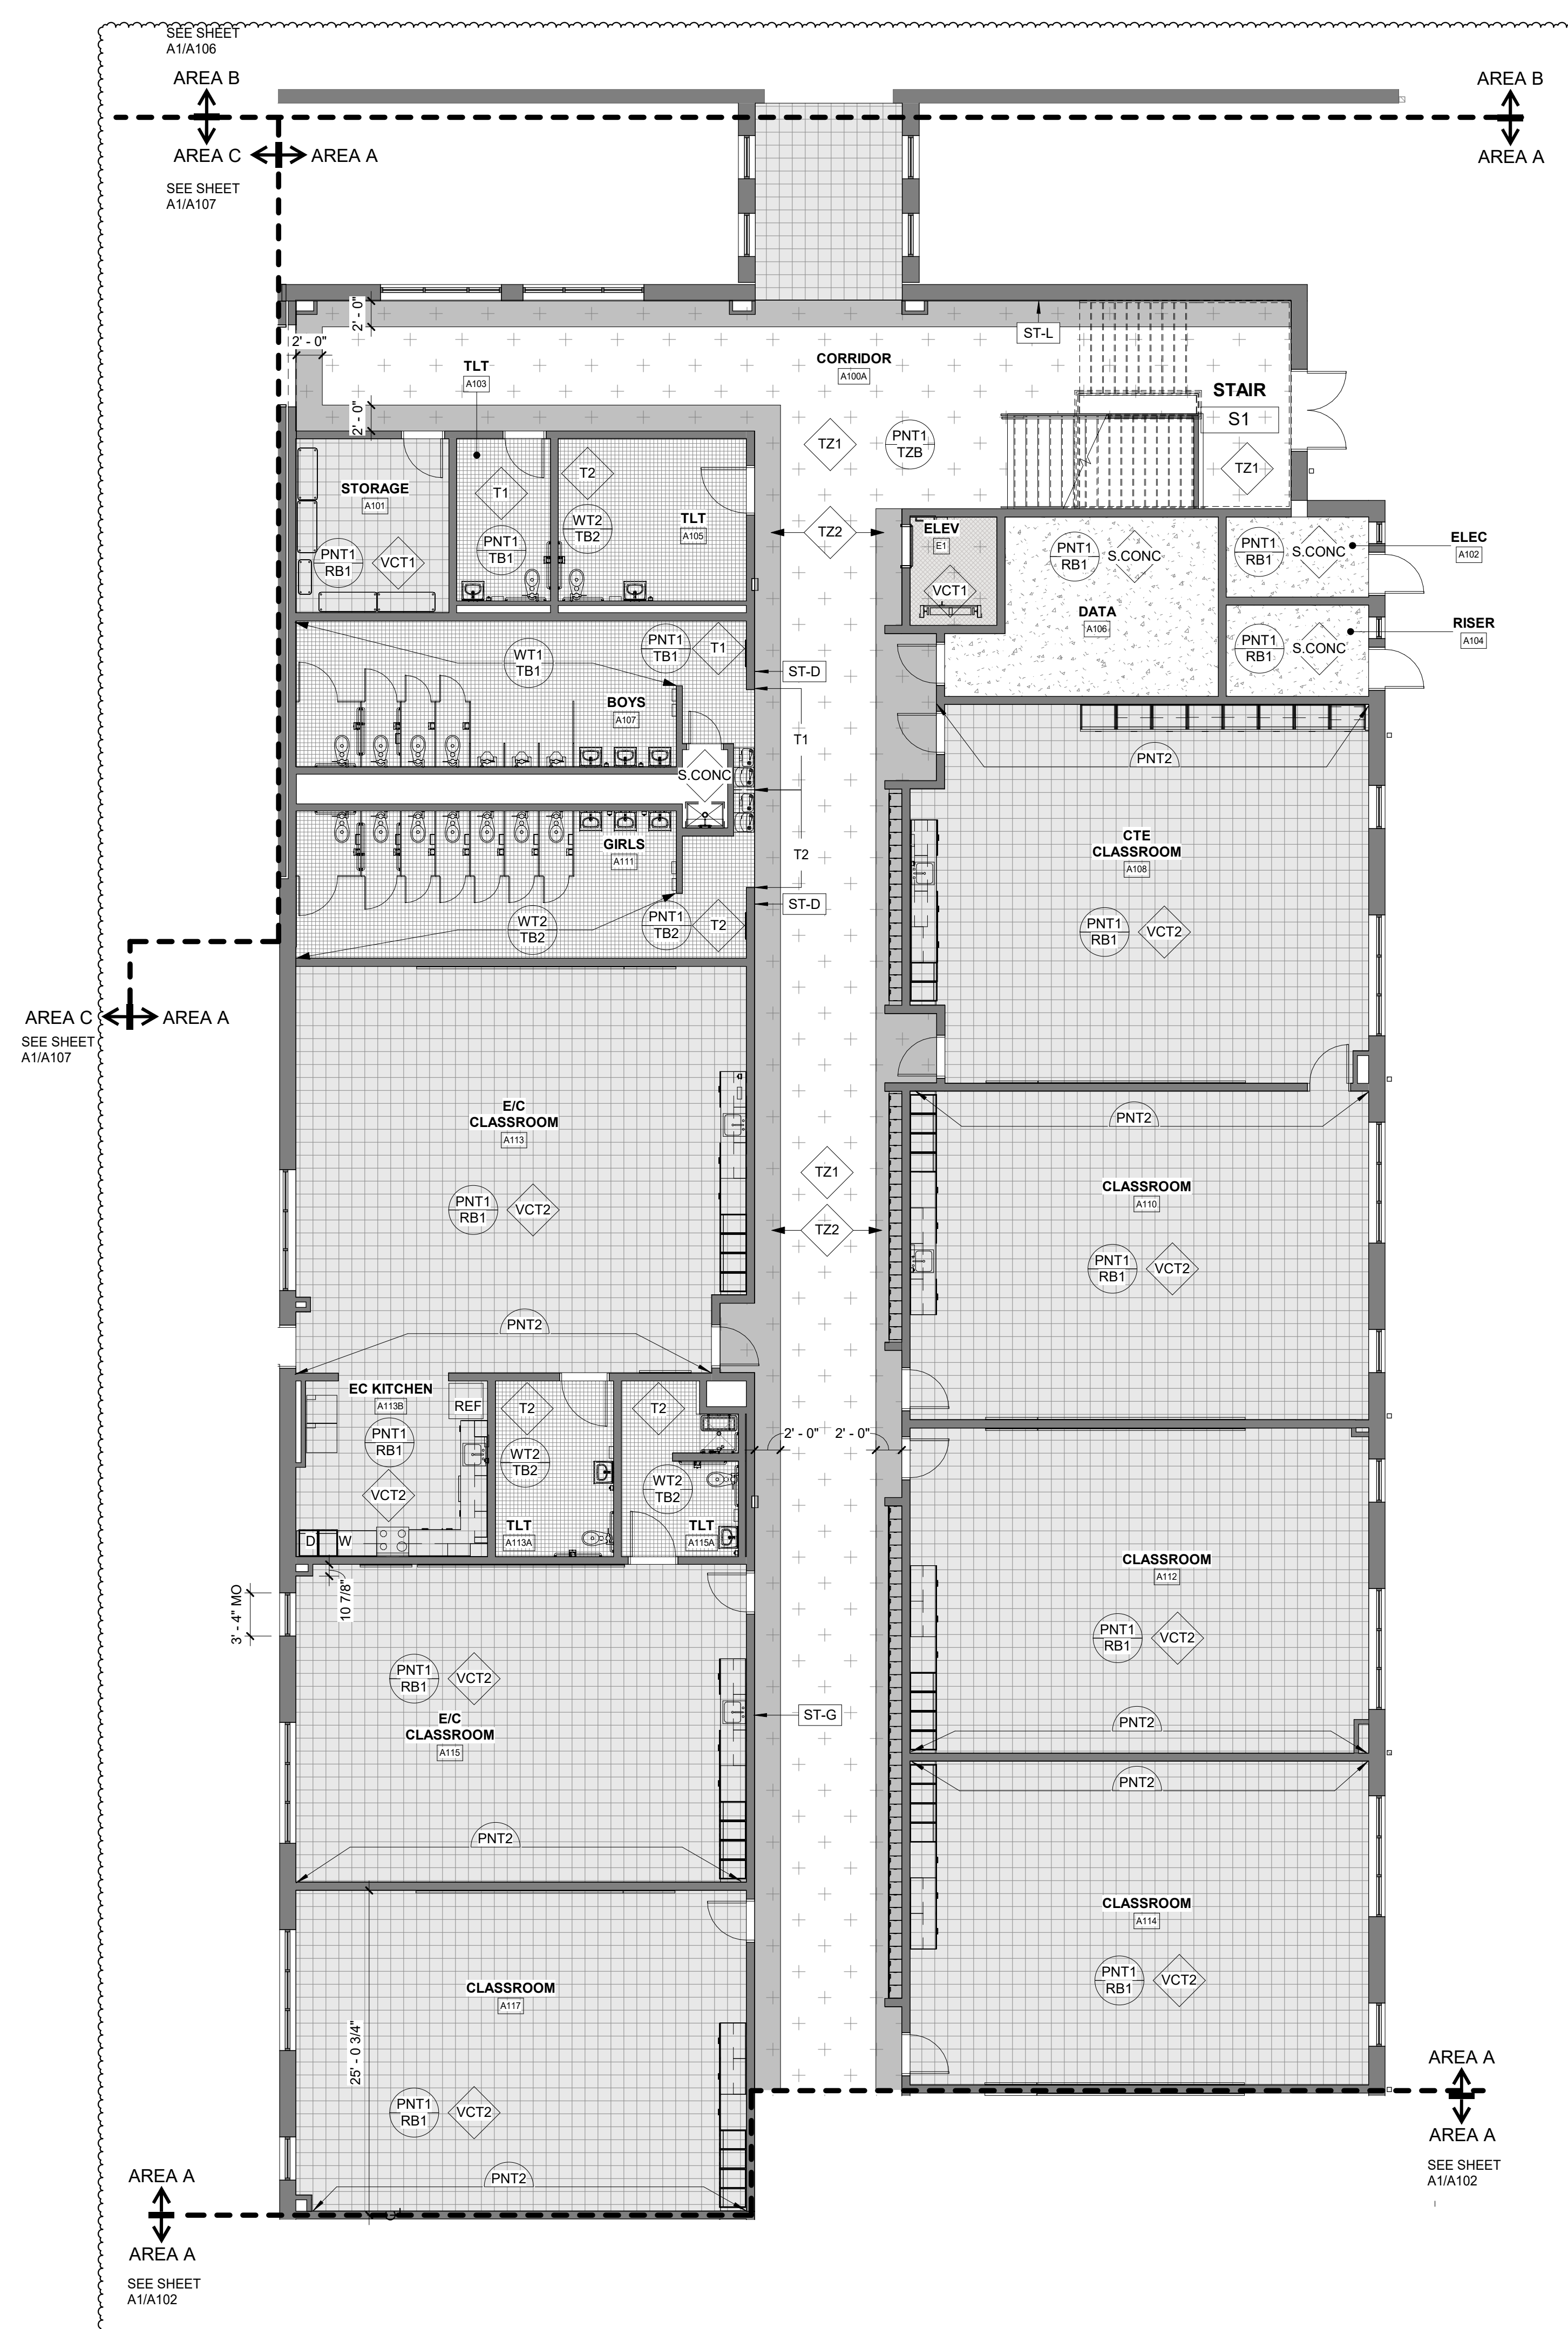 SEE SHEET
A1/A106
AREA B
AREA C
AREA A
SEE SHEET
A1/A107
AREA B
AREA A
2' - 0"
2' - 0"
2' - 0"
ST-L
TLT
A103
CORRIDOR
A100A
STAIR
S1
TZ1
PNT1
TZB
TZ1
STORAGE
A101
PNT1
RB1
VCT1
T1
PNT1
TB1
T2
WT2
TB2
TLT
A105
TZ2
ELEV
E1
VCT1
PNT1
RB1
S.CONC
DATA
A106
PNT1
RB1
S.CONC
ELEC
A102
PNT1
RB1
S.CONC
RISER
A104
WT1
TB1
PNT1
TB1
T1
ST-D
BOYS
A107
T1
S.CONC
PNT2
GIRLS
A111
T2
WT2
TB2
PNT1
TB2
T2
ST-D
CTE
CLASSROOM
A108
PNT1
RB1
VCT2
AREA C
AREA A
SEE SHEET
A1/A107
E/C
CLASSROOM
A113
PNT1
RB1
VCT2
PNT2
TZ1
TZ2
PNT2
CLASSROOM
A110
PNT1
RB1
VCT2
EC KITCHEN
A113B
REF
PNT1
RB1
VCT2
D
W
T2
WT2
TB2
TLT
A113A
T2
WT2
TB2
TLT
A115A
2' - 0"
2' - 0"
3' - 4" MO
10 7/8"
CLASSROOM
A112
PNT1
RB1
VCT2
PNT2
PNT1
RB1
VCT2
E/C
CLASSROOM
A115
ST-G
PNT2
PNT2
CLASSROOM
A114
PNT1
RB1
VCT2
CLASSROOM
A117
25' - 0 3/4"
PNT1
RB1
VCT2
PNT2
AREA A
AREA A
SEE SHEET
A1/A102
AREA A
AREA A
SEE SHEET
A1/A102